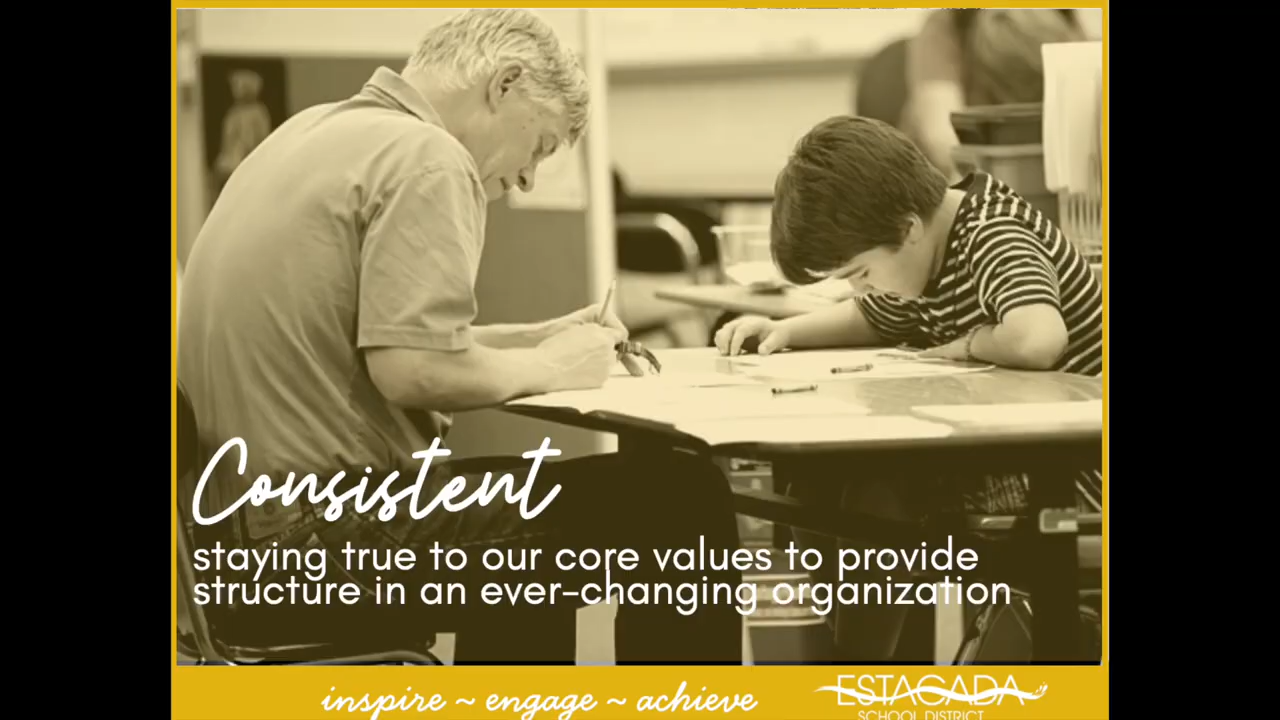 Consistent
staying true to our core values to provide
structure in an ever-changing organization
inspire ~ engage ~ achieve
ESTACADA
SCHOOL DISTRICT